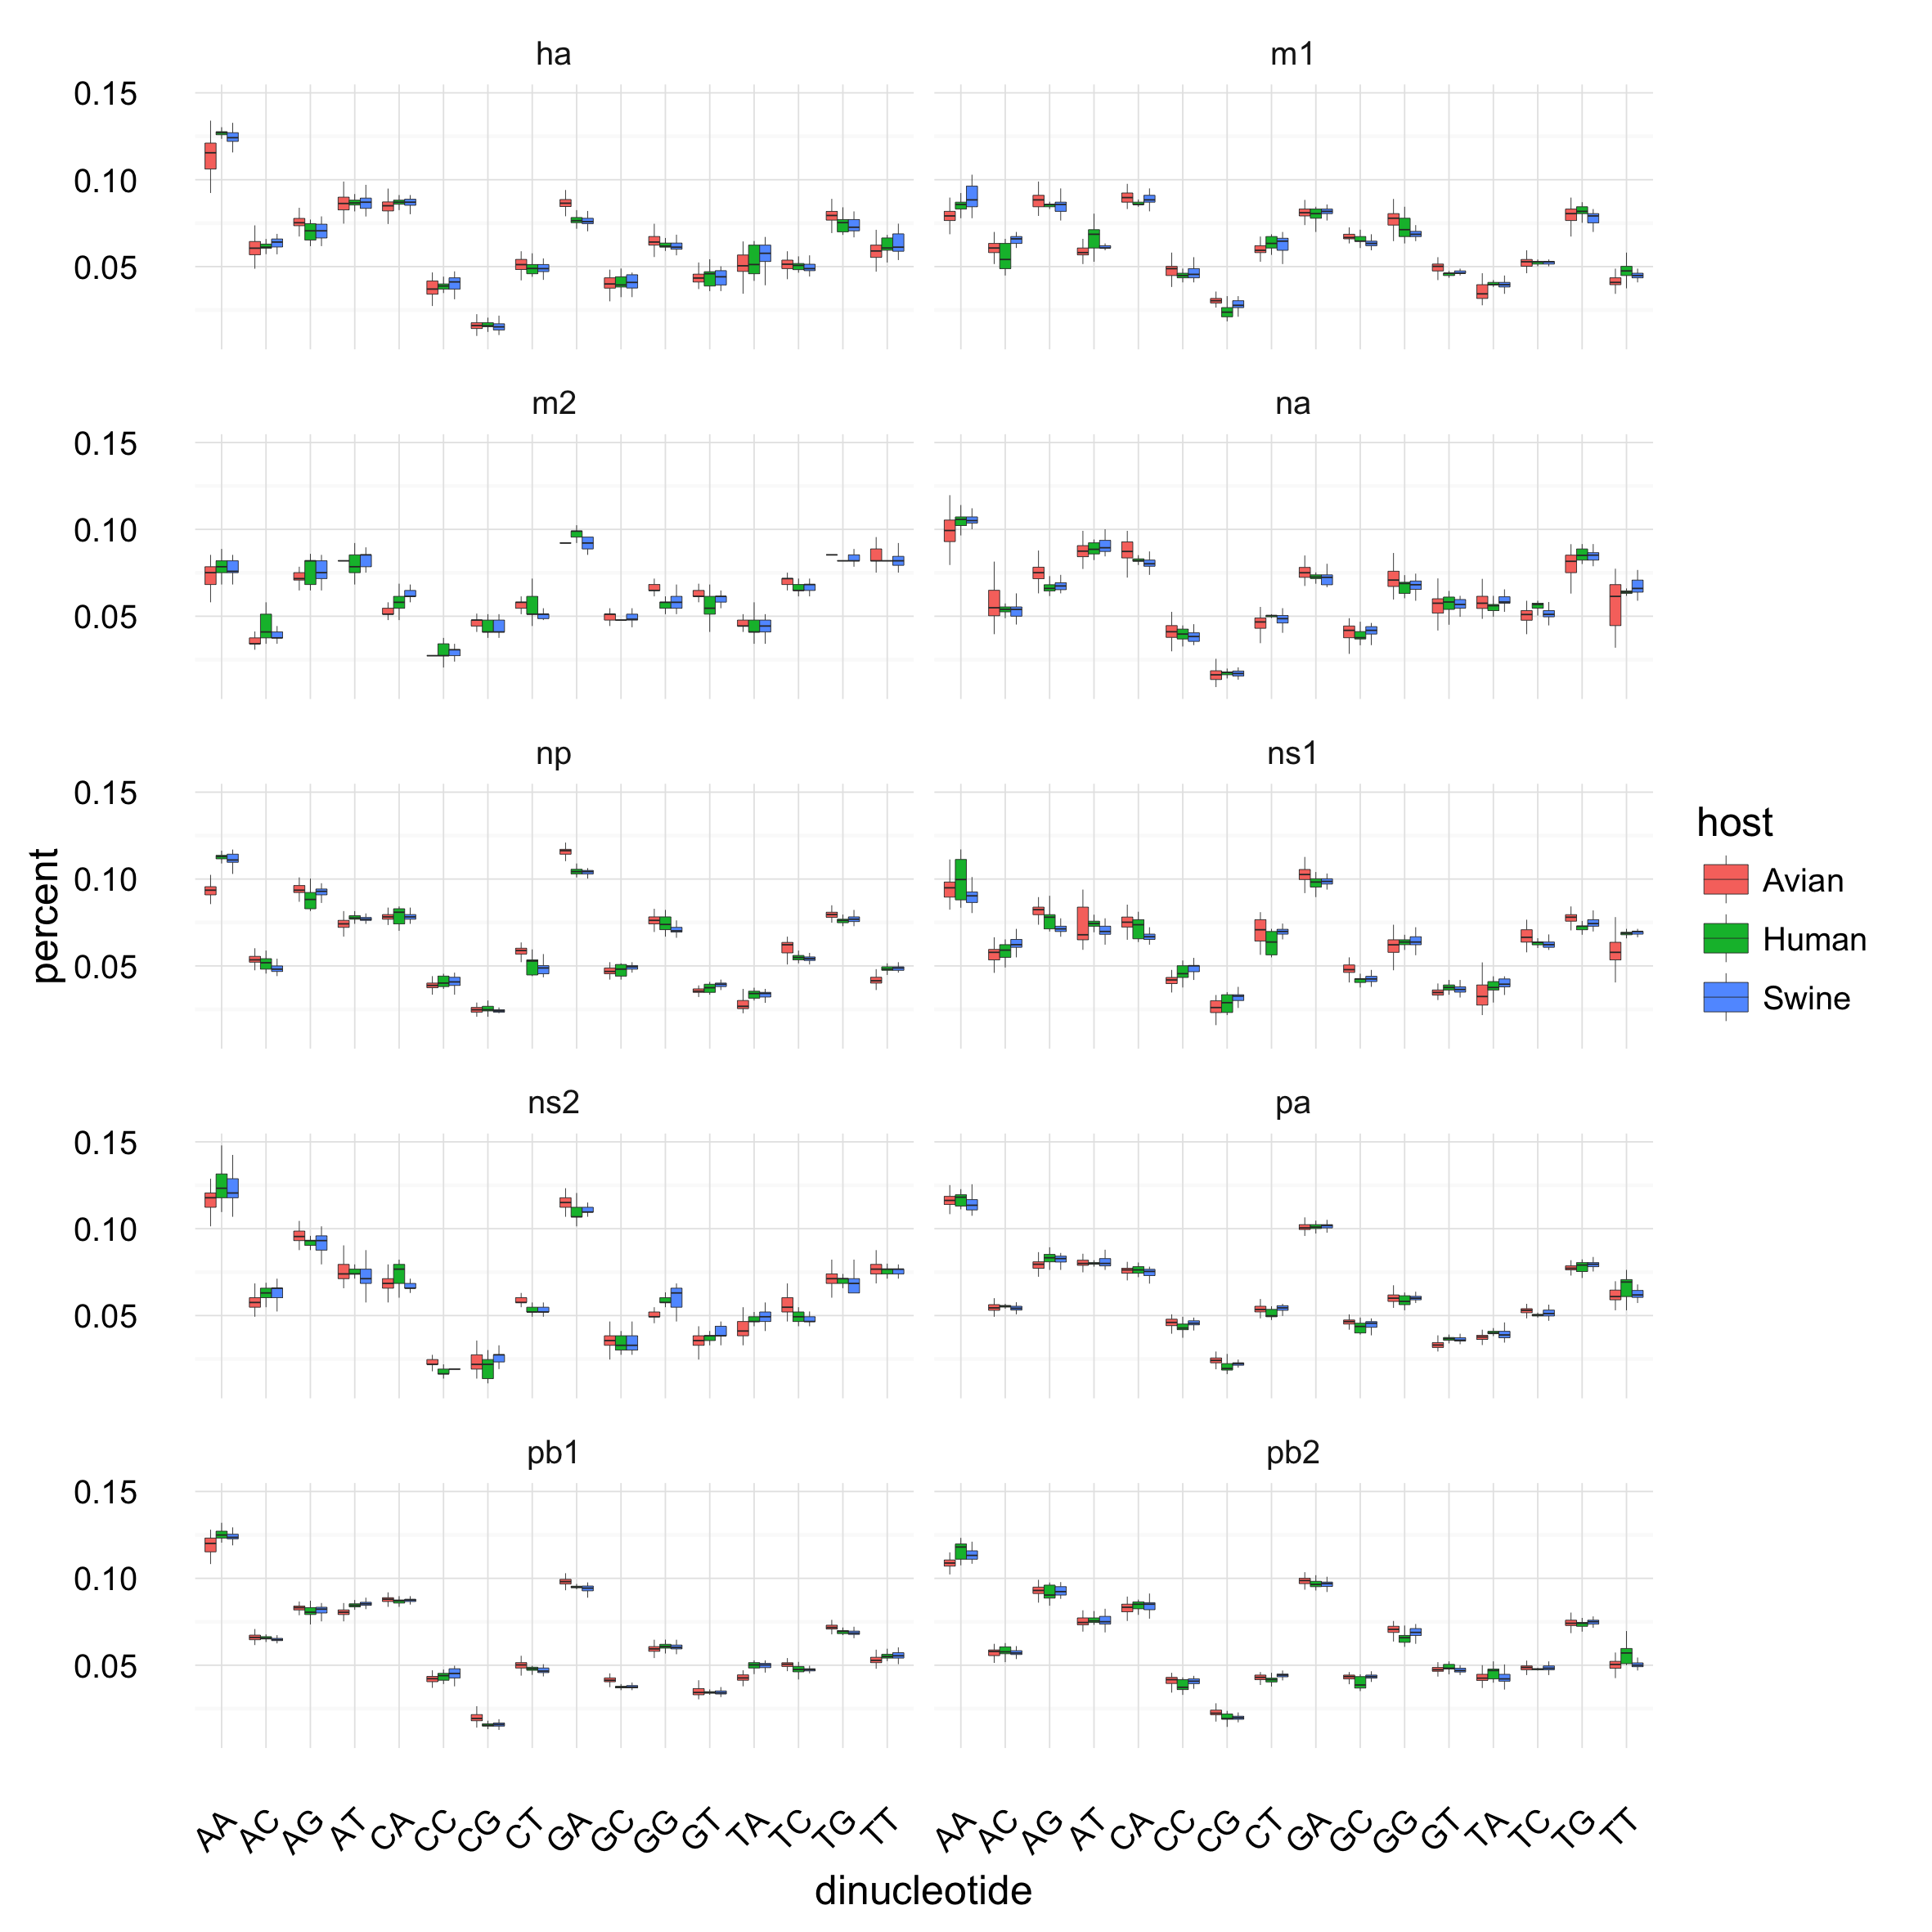 ha
m1
0.15
0.10
0.05
m2
na
0.15
0.10
0.05
np
ns1
0.15
0.10
0.05
ns2
pa
0.15
0.10
0.05
pb1
pb2
0.15
0.10
0.05
percent
AA AC AG AT CA CC CG CT GA GC GG GT TA TC TG TT
AA AC AG AT CA CC CG CT GA GC GG GT TA TC TG TT
dinucleotide
host
Avian
Human
Swine